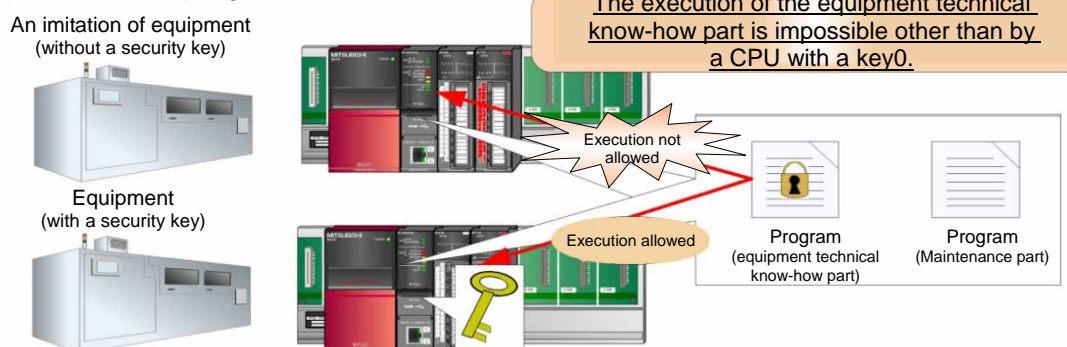 The execution of the equipment technical
know-how part is impossible other than by
a CPU with a key0.
An imitation of equipment
(without a security key)
MITSUBISHI
Execution not
allowed
Equipment
(with a security key)
MITSUBISHI
Execution allowed
Program
(equipment technical
know-how part)
Program
(Maintenance part)